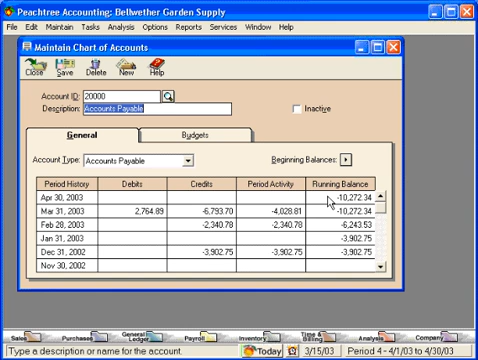 Peachtree Accounting: Bellwether Garden Supply
File Edit Maintain Tasks Analysis Options Reports Services Window Help
Maintain Chart of Accounts
Close Save Delete New Help
Account ID: 20000
Description: Accounts Payable Inactive
General Budgets
Account Type: Accounts Payable Beginning Balances:
Period History Debits Credits Period Activity Running Balance
Apr 30, 2003 -10,272.34
Mar 31, 2003 2,764.89 -6,793.70 -4,028.81 -10,272.34
Feb 28, 2003 -2,340.78 -2,340.78 -6,243.53
Jan 31, 2003 -3,902.75
Dec 31, 2002 -3,902.75 -3,902.75 -3,902.75
Nov 30, 2002
Sales Purchases General Ledger Payroll Inventory Time & Billing Analysis Company
Type a description or name for the account. Today 3/15/03 Period 4 - 4/1/03 to 4/30/03